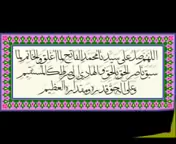 اللهم صل على سيدنا محمد الفاتح لما أغلق والخاتم لما
سبق ناصر الحق بالحق والهادي إلى صراطك المستقيم
وعلى آله حق قدره ومقداره العظيم